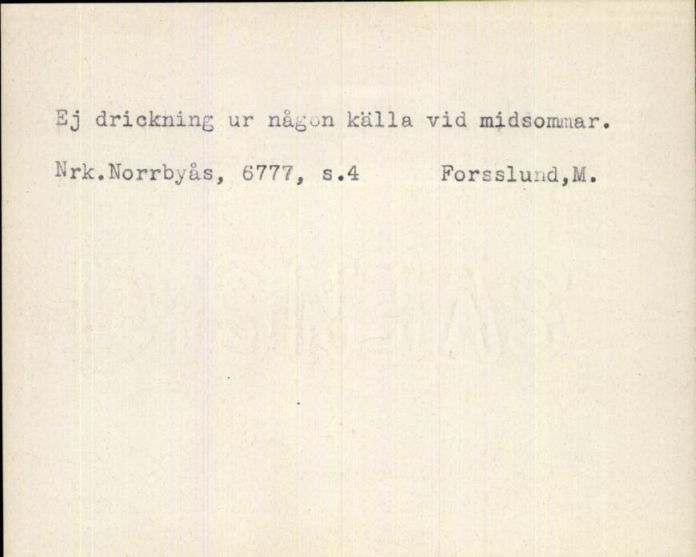 Ej drickning ur någon källa vid midsommar.
Nrk.Norrbyås, 6777, s.4 Forsslund,M.